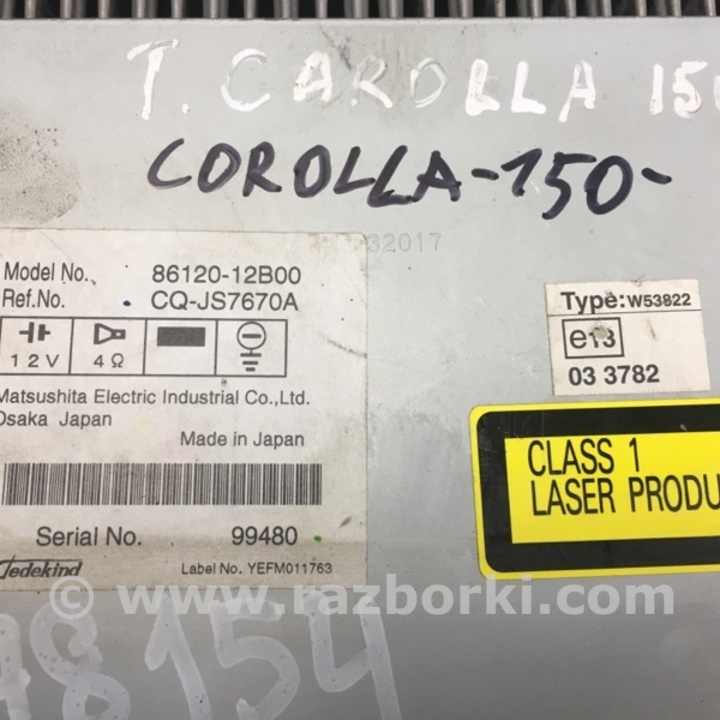 T. CAROLLA 15
COROLLA-150-
32017
Model No. 86120-12B00
Ref.No. CQ-JS7670A
12V 4Ω
Matsushita Electric Industrial Co.,Ltd.
Osaka Japan
Made in Japan
Serial No. 99480
Tedekind Label No. YEFM011763
Type: W53822
e13
03 3782
CLASS 1
LASER PRODU
© www.razborki.com
48154